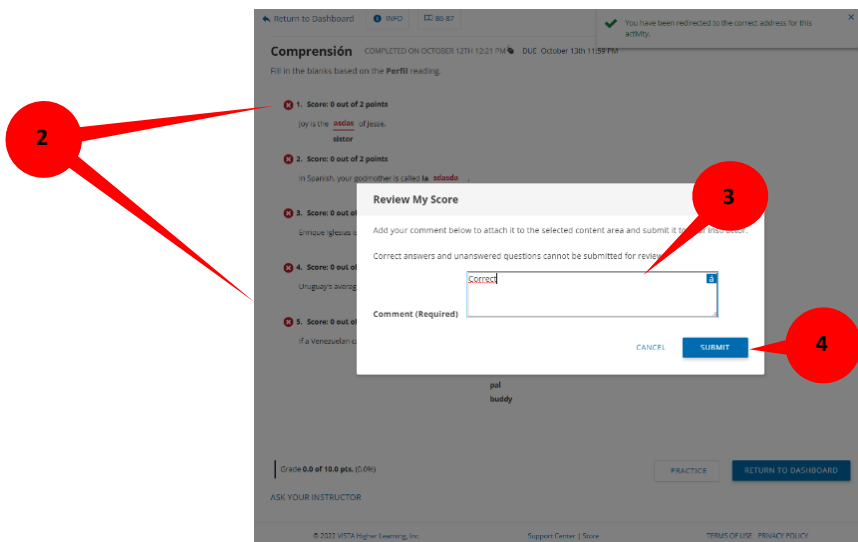 Return to Dashboard
INFO
86-87
You have been redirected to the correct address for this
activity.
×
Comprensión COMPLETED ON OCTOBER 12TH 12:21 PM DUE October 13th 11:59 PM
Fill in the blanks based on the Perfil reading.
2
1. Score: 0 out of 2 points
Joy is the asdas of Jessie.
sister
2. Score: 0 out of 2 points
In Spanish, your godmother is called la sdasda .
3. Score: 0 out of
Enrique Iglesias
4. Score: 0 out of
Uruguay's
5. Score: 0 out of
If a Venezuelan
Review My Score
3
Add your comment below to attach it to the selected content area and submit it to
Correct answers and unanswered questions cannot be submitted for review
Correct
á
Comment (Required)
CANCEL
SUBMIT
4
pal
buddy
Grade 0.0 of 10.0 pts. (0.0%)
PRACTICE
RETURN TO DASHBOARD
ASK YOUR INSTRUCTOR
© 2022 VISTA Higher Learning, Inc.
Support Center | Store
TERMS OF USE PRIVACY POLICY